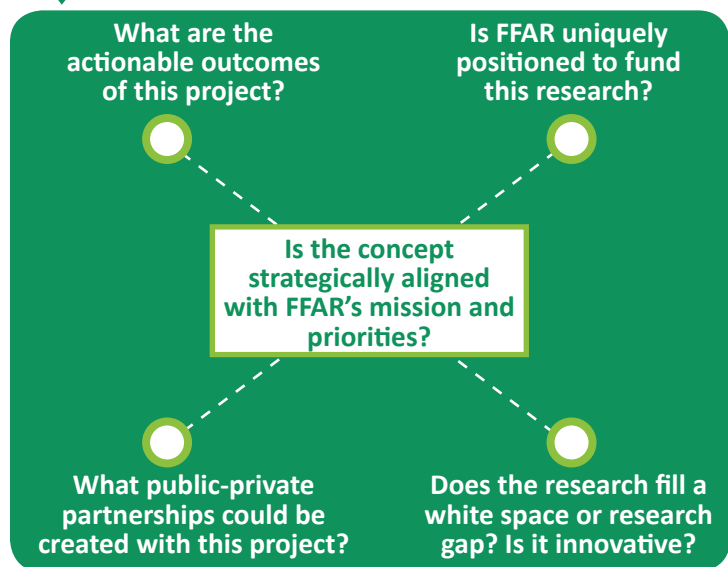 What are the
actionable outcomes
of this project?
Is FFAR uniquely
positioned to fund
this research?
Is the concept
strategically aligned
with FFAR's mission and
priorities?
What public-private
partnerships could be
created with this project?
Does the research fill a
white space or research
gap? Is it innovative?